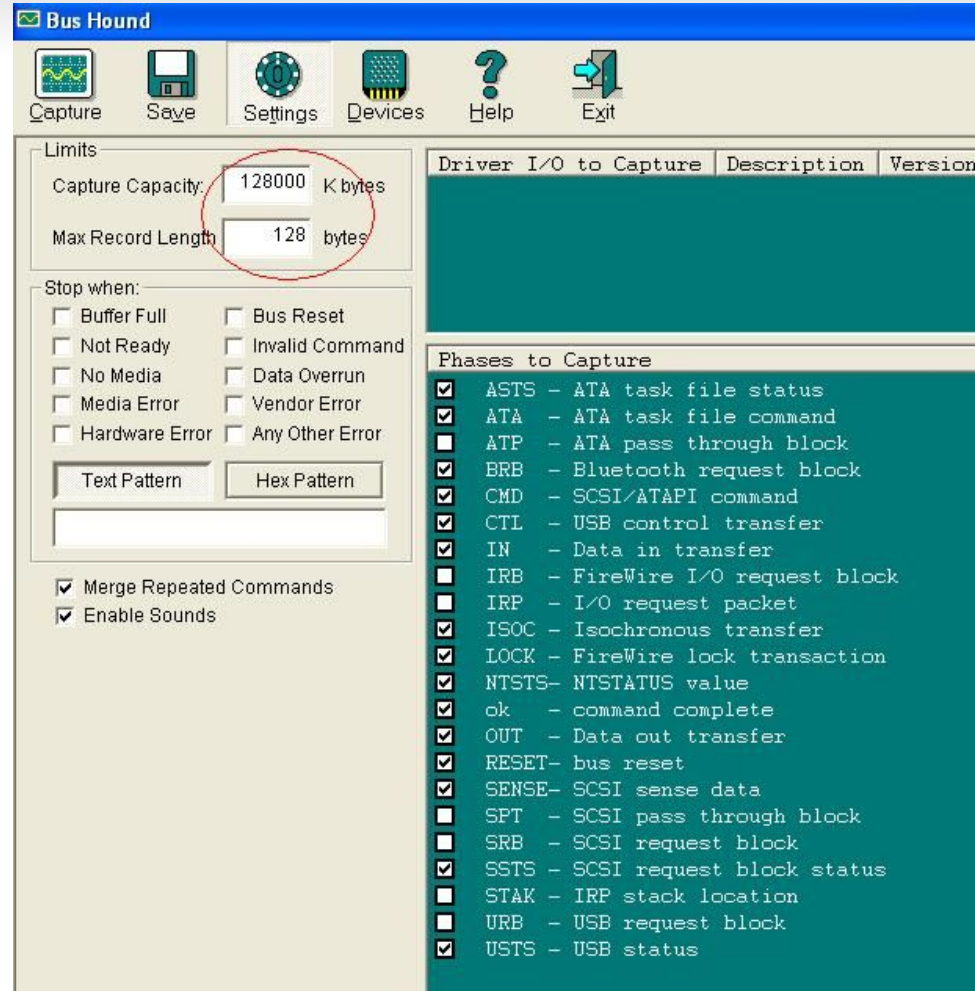 Bus Hound
Capture Save Settings Devices Help Exit
Limits
Capture Capacity: 128000 K bytes
Max Record Length 128 bytes
Stop when:
Buffer Full Bus Reset
Not Ready Invalid Command
No Media Data Overrun
Media Error Vendor Error
Hardware Error Any Other Error
Text Pattern Hex Pattern
Merge Repeated Commands
Enable Sounds
Driver I/O to Capture Description Version
Phases to Capture
ASTS - ATA task file status
ATA - ATA task file command
ATP - ATA pass through block
BRB - Bluetooth request block
CMD - SCSI/ATAPI command
CTL - USB control transfer
IN - Data in transfer
IRB - FireWire I/O request block
IRP - I/O request packet
ISOC - Isochronous transfer
LOCK - FireWire lock transaction
NTSTS- NTSTATUS value
ok - command complete
OUT - Data out transfer
RESET- bus reset
SENSE- SCSI sense data
SPT - SCSI pass through block
SRB - SCSI request block
SSTS - SCSI request block status
STAK - IRP stack location
URB - USB request block
USTS - USB status